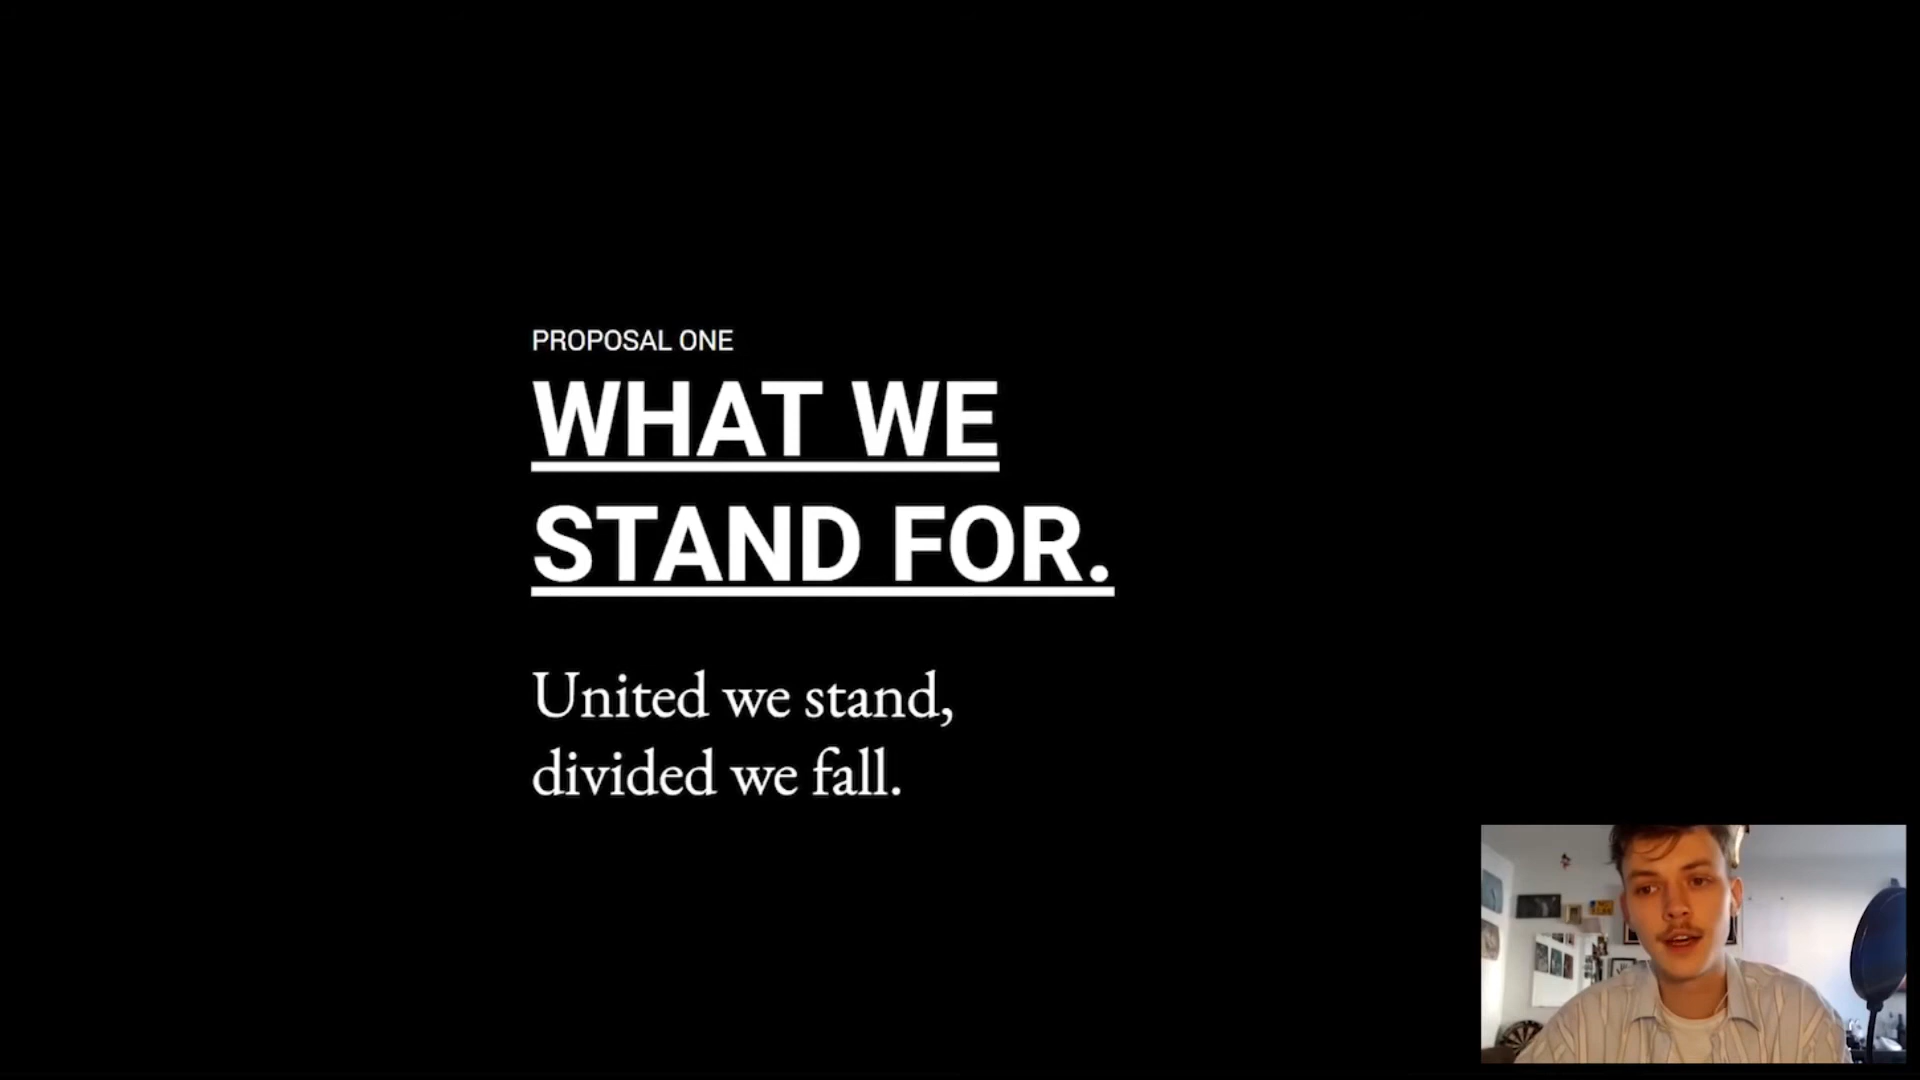 PROPOSAL ONE
WHAT WE
STAND FOR.
United we stand,
divided we fall.